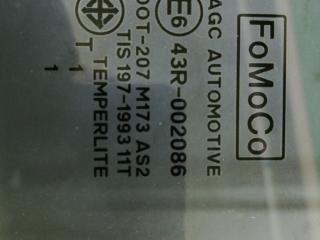 FoMoCo
AGC AUTOMOTIVE
E6 43R-002086
DOT-207 M173 AS2
TIS 197-1993 11T
T TEMPERLITE
1
1